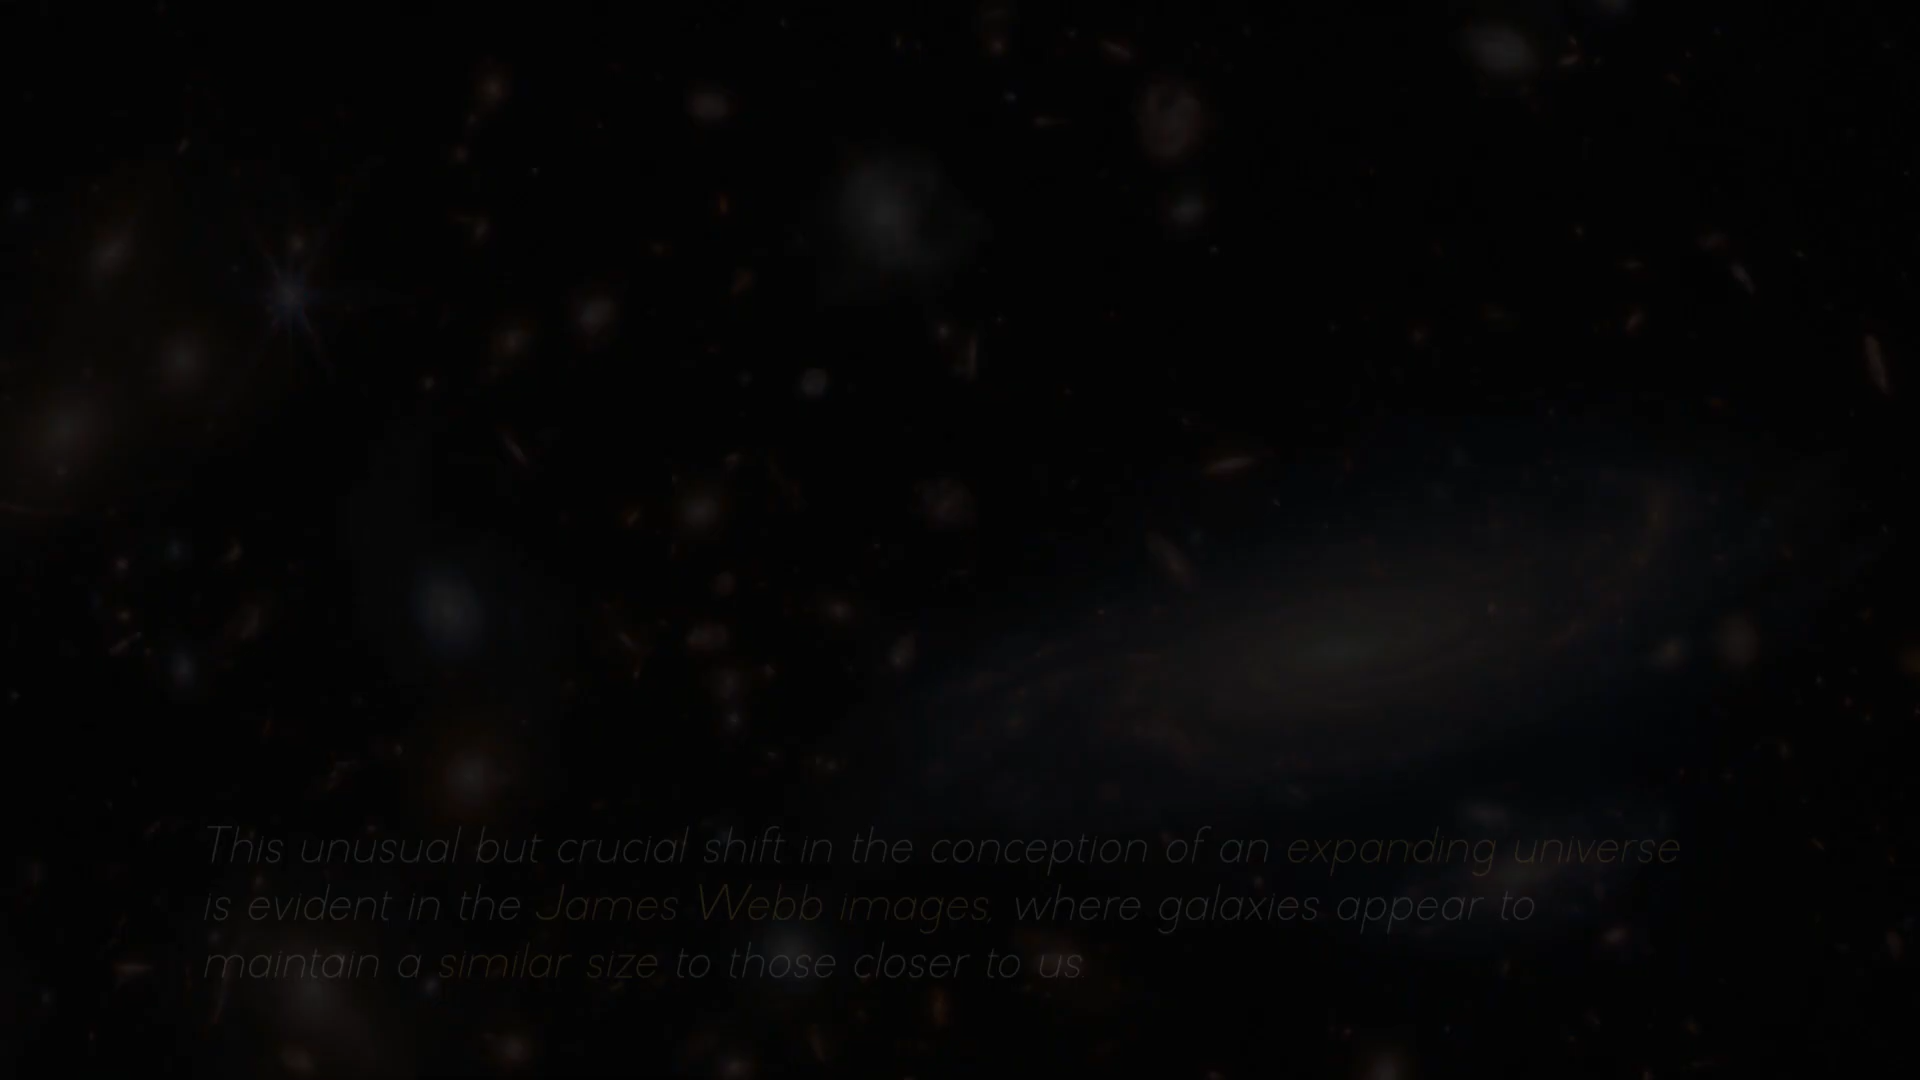 This unusual but crucial shift in the conception of an expanding universe
is evident in the James Webb images, where galaxies appear to
maintain a similar size to those closer to us.